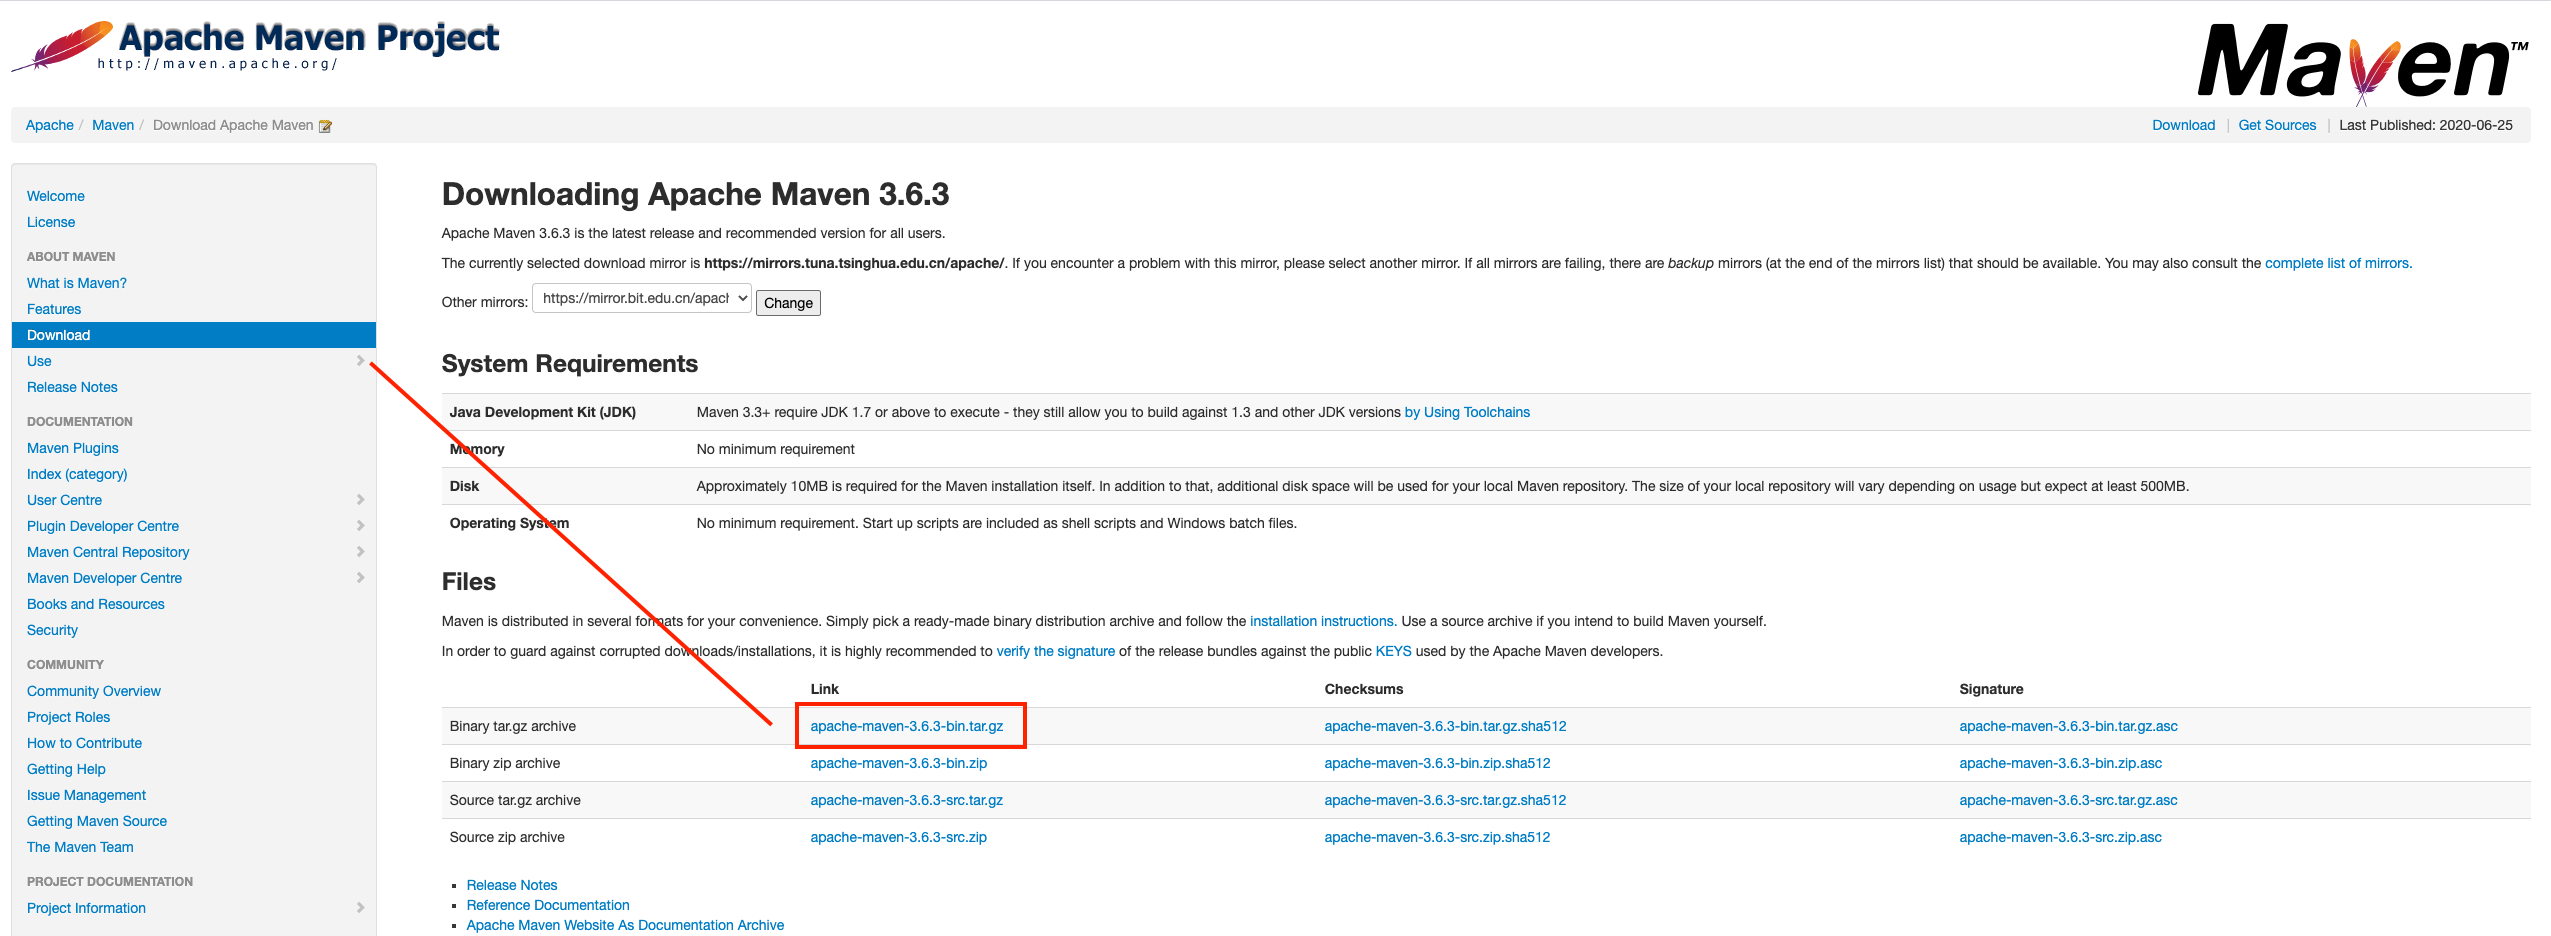 Apache Maven Project
http://maven.apache.org/
Maven™
Apache / Maven / Download Apache Maven
Download | Get Sources | Last Published: 2020-06-25
Welcome
License
ABOUT MAVEN
What is Maven?
Features
Download
Use
Release Notes
DOCUMENTATION
Maven Plugins
Index (category)
User Centre
Plugin Developer Centre
Maven Central Repository
Maven Developer Centre
Books and Resources
Security
COMMUNITY
Community Overview
Project Roles
How to Contribute
Getting Help
Issue Management
Getting Maven Source
The Maven Team
PROJECT DOCUMENTATION
Project Information
Downloading Apache Maven 3.6.3
Apache Maven 3.6.3 is the latest release and recommended version for all users.
The currently selected download mirror is https://mirrors.tuna.tsinghua.edu.cn/apache/. If you encounter a problem with this mirror, please select another mirror. If all mirrors are failing, there are backup mirrors (at the end of the mirrors list) that should be available. You may also consult the complete list of mirrors.
Other mirrors: https://mirror.bit.edu.cn/apach Change
System Requirements
Java Development Kit (JDK) Maven 3.3+ require JDK 1.7 or above to execute - they still allow you to build against 1.3 and other JDK versions by Using Toolchains
Memory No minimum requirement
Disk Approximately 10MB is required for the Maven installation itself. In addition to that, additional disk space will be used for your local Maven repository. The size of your local repository will vary depending on usage but expect at least 500MB.
Operating System No minimum requirement. Start up scripts are included as shell scripts and Windows batch files.
Files
Maven is distributed in several formats for your convenience. Simply pick a ready-made binary distribution archive and follow the installation instructions. Use a source archive if you intend to build Maven yourself.
In order to guard against corrupted downloads/installations, it is highly recommended to verify the signature of the release bundles against the public KEYS used by the Apache Maven developers.
Link Checksums Signature
Binary tar.gz archive apache-maven-3.6.3-bin.tar.gz apache-maven-3.6.3-bin.tar.gz.sha512 apache-maven-3.6.3-bin.tar.gz.asc
Binary zip archive apache-maven-3.6.3-bin.zip apache-maven-3.6.3-bin.zip.sha512 apache-maven-3.6.3-bin.zip.asc
Source tar.gz archive apache-maven-3.6.3-src.tar.gz apache-maven-3.6.3-src.tar.gz.sha512 apache-maven-3.6.3-src.tar.gz.asc
Source zip archive apache-maven-3.6.3-src.zip apache-maven-3.6.3-src.zip.sha512 apache-maven-3.6.3-src.zip.asc
Release Notes
Reference Documentation
Apache Maven Website As Documentation Archive